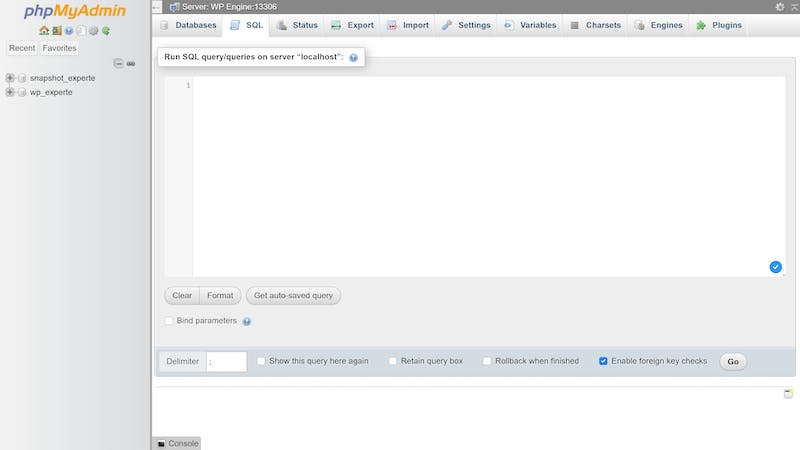 phpMyAdmin
Recent Favorites
snapshot_experte
wp_experte
Server: WP Engine:13306
Databases SQL Status Export Import Settings Variables Charsets Engines Plugins
Run SQL query/queries on server “localhost”:
1
Clear Format Get auto-saved query
Bind parameters
Delimiter ; Show this query here again Retain query box Rollback when finished Enable foreign key checks Go
Console